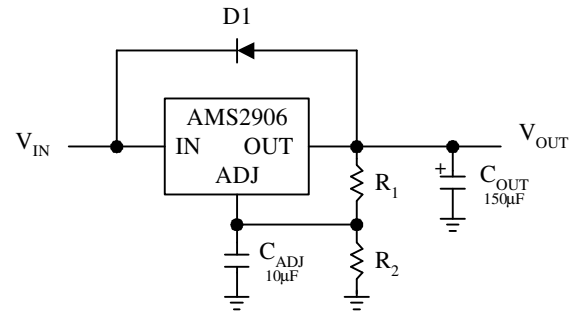 D1
AMS2906
V_IN
IN OUT
V_OUT
ADJ
R_1
+
C_OUT
150µF
C_ADJ
10µF
R_2